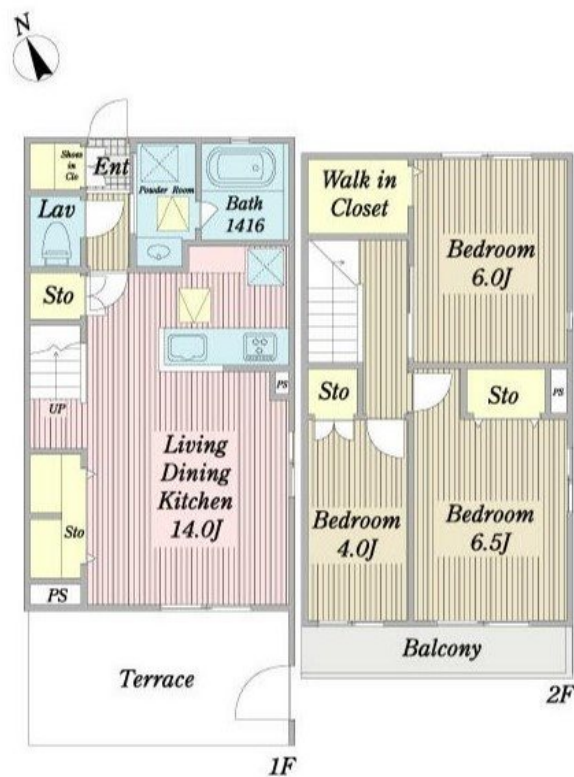 N
Shoes
in
Clo
Ent
Powder Room
Bath
1416
Lav
Sto
UP
PS
Living
Dining
Kitchen
14.0J
Sto
PS
Terrace
1F
Walk in
Closet
Bedroom
6.0J
Sto
Sto
PS
Bedroom
4.0J
Bedroom
6.5J
Balcony
2F